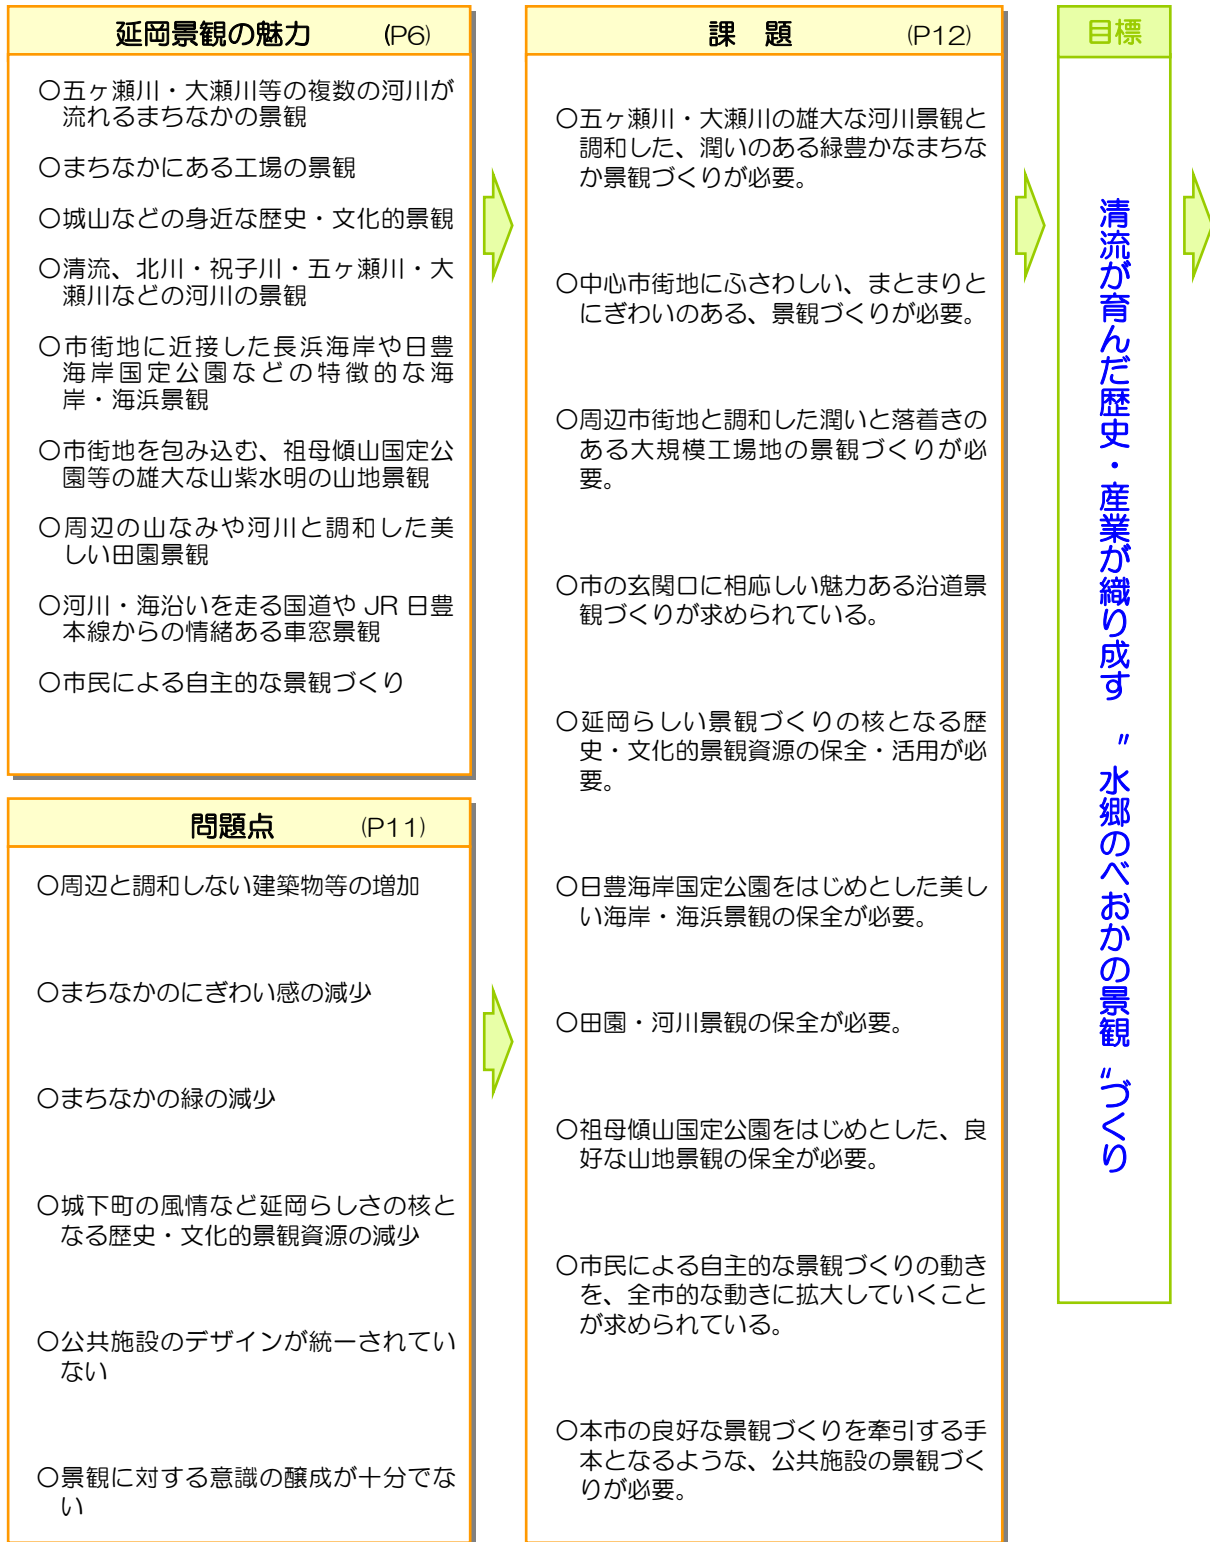 延岡景観の魅力 (P6)
〇五ヶ瀬川・大瀬川等の複数の河川が
流れるまちなかの景観
〇まちなかにある工場の景観
〇城山などの身近な歴史・文化的景観
〇清流、北川・祝子川・五ヶ瀬川・大
瀬川などの河川の景観
〇市街地に近接した長浜海岸や日豊
海岸国定公園などの特徴的な海
岸・海浜景観
〇市街地を包み込む、祖母傾山国定公
園等の雄大な山紫水明の山地景観
〇周辺の山なみや河川と調和した美
しい田園景観
〇河川・海沿いを走る国道や JR 日豊
本線からの情緒ある車窓景観
〇市民による自主的な景観づくり
問題点 (P11)
〇周辺と調和しない建築物等の増加
〇まちなかのにぎわい感の減少
〇まちなかの緑の減少
〇城下町の風情など延岡らしさの核と
なる歴史・文化的景観資源の減少
〇公共施設のデザインが統一されてい
ない
〇景観に対する意識の醸成が十分でな
い
課 題 (P12)
〇五ヶ瀬川・大瀬川の雄大な河川景観と
調和した、潤いのある緑豊かなまちな
か景観づくりが必要。
〇中心市街地にふさわしい、まとまりと
にぎわいのある、景観づくりが必要。
〇周辺市街地と調和した潤いと落着きの
ある大規模工場地の景観づくりが必
要。
〇市の玄関口に相応しい魅力ある沿道景
観づくりが求められている。
〇延岡らしい景観づくりの核となる歴
史・文化的景観資源の保全・活用が必
要。
〇日豊海岸国定公園をはじめとした美し
い海岸・海浜景観の保全が必要。
〇田園・河川景観の保全が必要。
〇祖母傾山国定公園をはじめとした、良
好な山地景観の保全が必要。
〇市民による自主的な景観づくりの動き
を、全市的な動きに拡大していくこと
が求められている。
〇本市の良好な景観づくりを牽引する手
本となるような、公共施設の景観づく
りが必要。
目標
清流が育んだ歴史・産業が織り成す 〝水郷のべおかの景観〟づくり